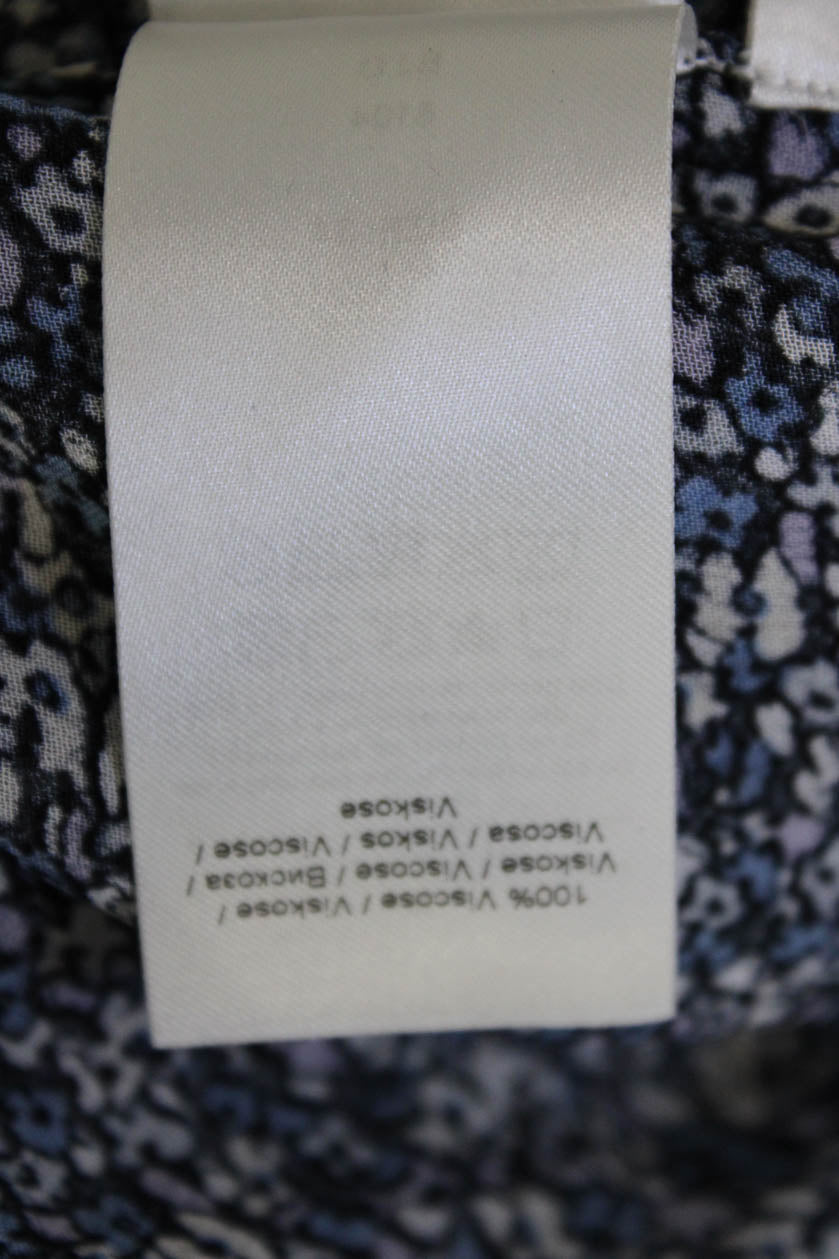 100% Viscose / Viskose /
Viskose / Viscose / Вискоза /
Viscosa / Viskos / Viscose /
Viskose